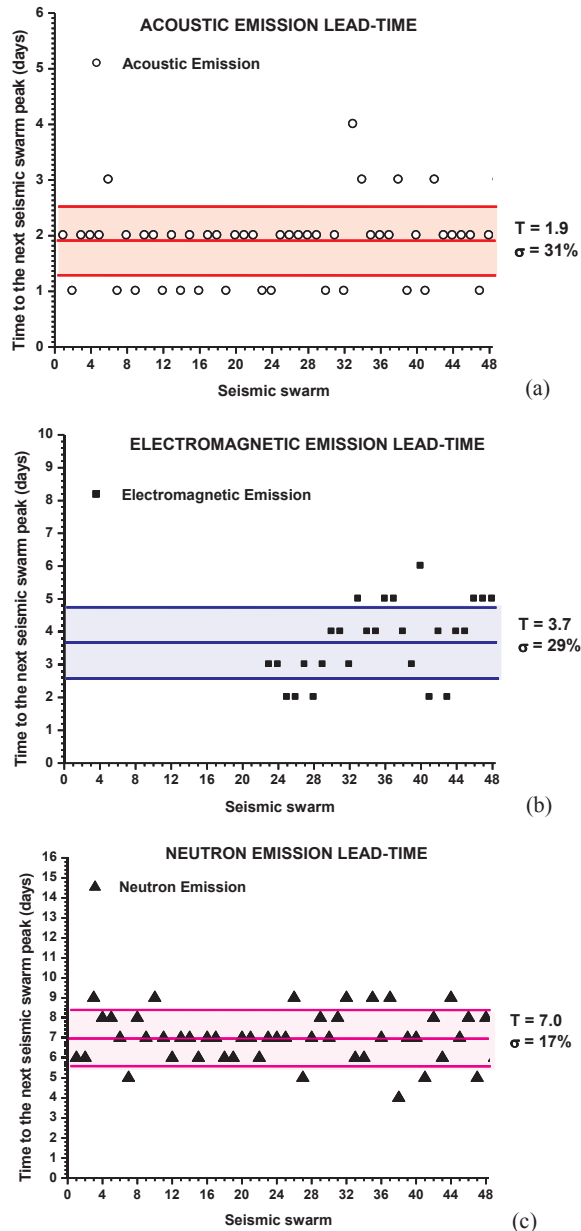 ACOUSTIC EMISSION LEAD-TIME
Acoustic Emission
Time to the next seismic swarm peak (days)
6
5
4
3
2
1
0
0 4 8 12 16 20 24 28 32 36 40 44 48
Seismic swarm
T = 1.9
σ = 31%
(a)
ELECTROMAGNETIC EMISSION LEAD-TIME
Electromagnetic Emission
Time to the next seismic swarm peak (days)
10
9
8
7
6
5
4
3
2
1
0
0 4 8 12 16 20 24 28 32 36 40 44 48
Seismic swarm
T = 3.7
σ = 29%
(b)
NEUTRON EMISSION LEAD-TIME
Neutron Emission
Time to the next seismic swarm peak (days)
16
15
14
13
12
11
10
9
8
7
6
5
4
3
2
1
0
0 4 8 12 16 20 24 28 32 36 40 44 48
Seismic swarm
T = 7.0
σ = 17%
(c)